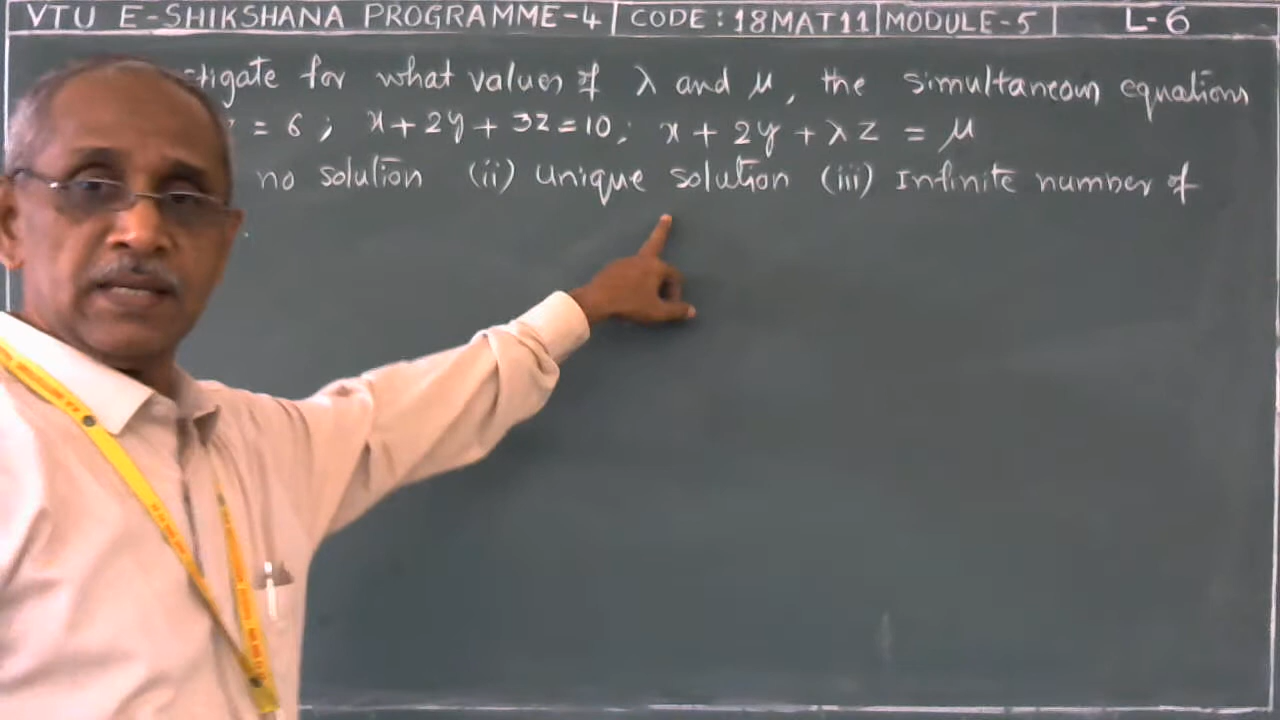 VTU E-SHIKSHANA PROGRAMME-4 CODE: 18MAT11 MODULE-5 L-6
for what values of λ and μ, the simultaneous equations
= 6; x + 2y + 3z = 10; x + 2y + λz = μ
no solution (ii) unique solution (iii) Infinite number of